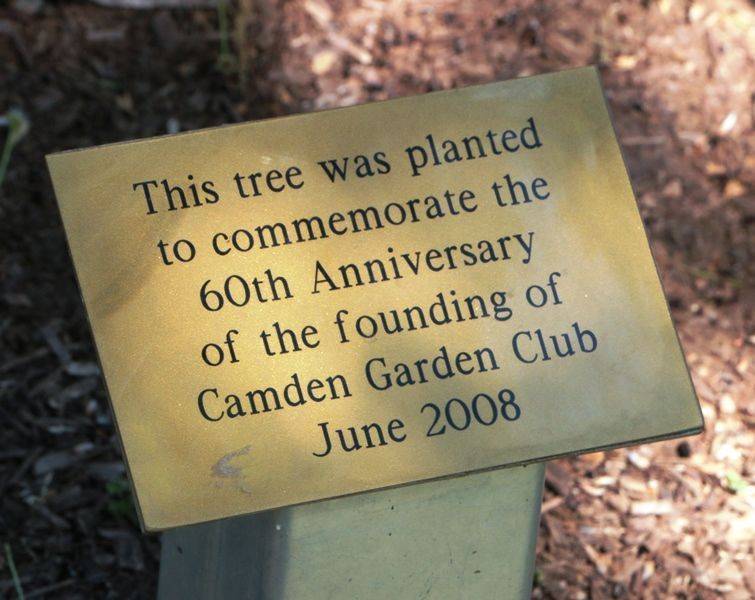 This tree was planted
to commemorate the
60th Anniversary
of the founding of
Camden Garden Club
June 2008